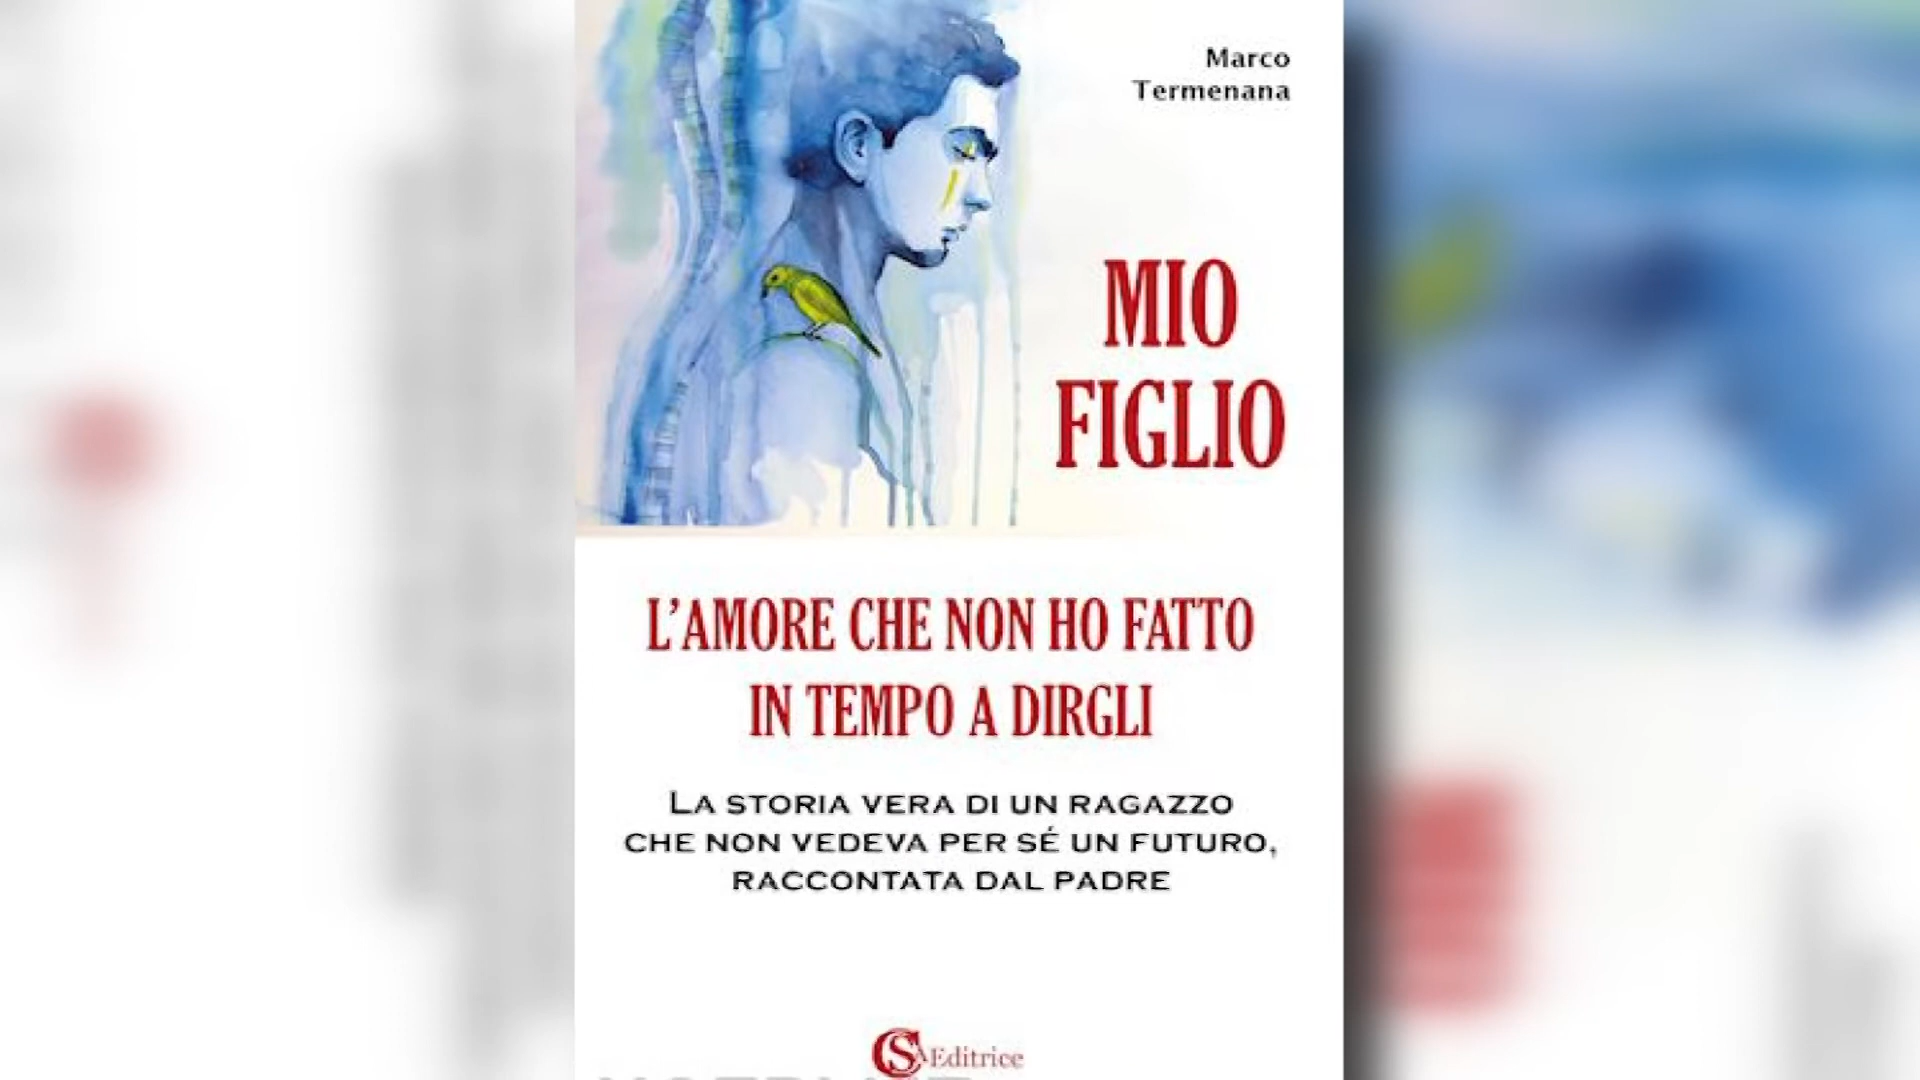 Marco
Termenana
MIO
FIGLIO
L'AMORE CHE NON HO FATTO
IN TEMPO A DIRGLI
LA STORIA VERA DI UN RAGAZZO
CHE NON VEDEVA PER SÉ UN FUTURO,
RACCONTATA DAL PADRE
CSA Editrice